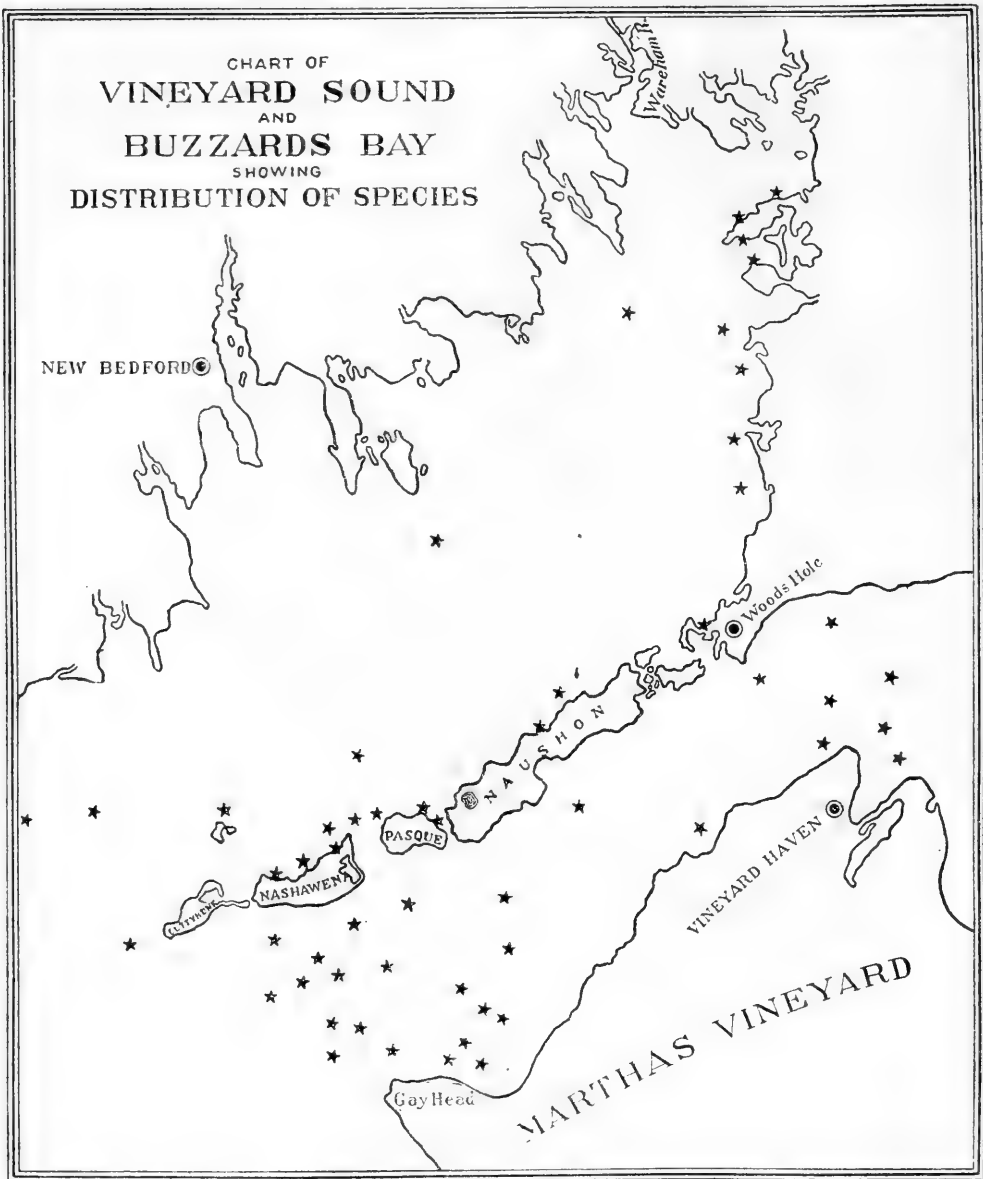 CHART OF
VINEYARD SOUND
AND
BUZZARDS BAY
SHOWING
DISTRIBUTION OF SPECIES
Wareham R.
NEW BEDFORD
Woods Hole
NAUSHON
PASQUE
NASHAWENA
VINEYARD HAVEN
MARTHAS VINEYARD
Gay Head